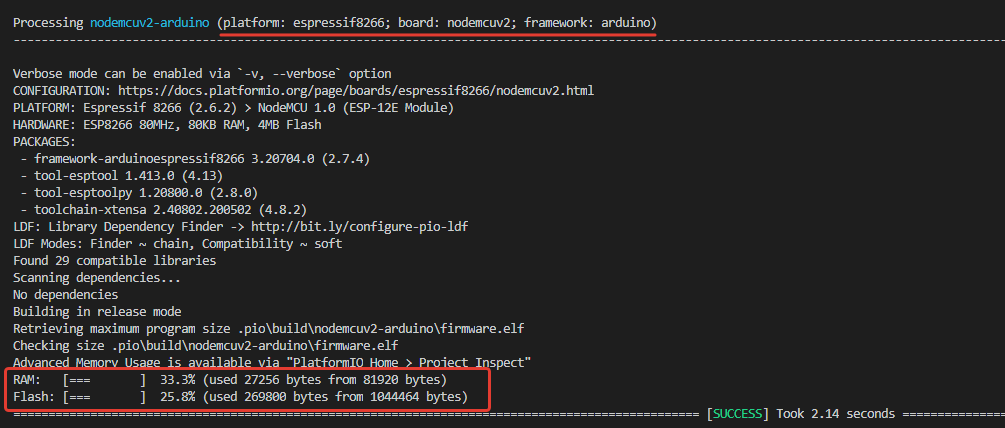 Processing nodemcuv2-arduino (platform: espressif8266; board: nodemcuv2; framework: arduino)
--------------------------------------------------------------------------------------------------------------------------------------------
Verbose mode can be enabled via `-v, --verbose` option
CONFIGURATION: https://docs.platformio.org/page/boards/espressif8266/nodemcuv2.html
PLATFORM: Espressif 8266 (2.6.2) > NodeMCU 1.0 (ESP-12E Module)
HARDWARE: ESP8266 80MHz, 80KB RAM, 4MB Flash
PACKAGES:
- framework-arduinoespressif8266 3.20704.0 (2.7.4)
- tool-esptool 1.413.0 (4.13)
- tool-esptoolpy 1.20800.0 (2.8.0)
- toolchain-xtensa 2.40802.200502 (4.8.2)
LDF: Library Dependency Finder -> http://bit.ly/configure-pio-ldf
LDF Modes: Finder ~ chain, Compatibility ~ soft
Found 29 compatible libraries
Scanning dependencies...
No dependencies
Building in release mode
Retrieving maximum program size .pio\build\nodemcuv2-arduino\firmware.elf
Checking size .pio\build\nodemcuv2-arduino\firmware.elf
Advanced Memory Usage is available via "PlatformIO Home > Project Inspect"
RAM:   [===       ]  33.3% (used 27256 bytes from 81920 bytes)
Flash: [===       ]  25.8% (used 269800 bytes from 1044464 bytes)
================================================================================================== [SUCCESS] Took 2.14 seconds ===============